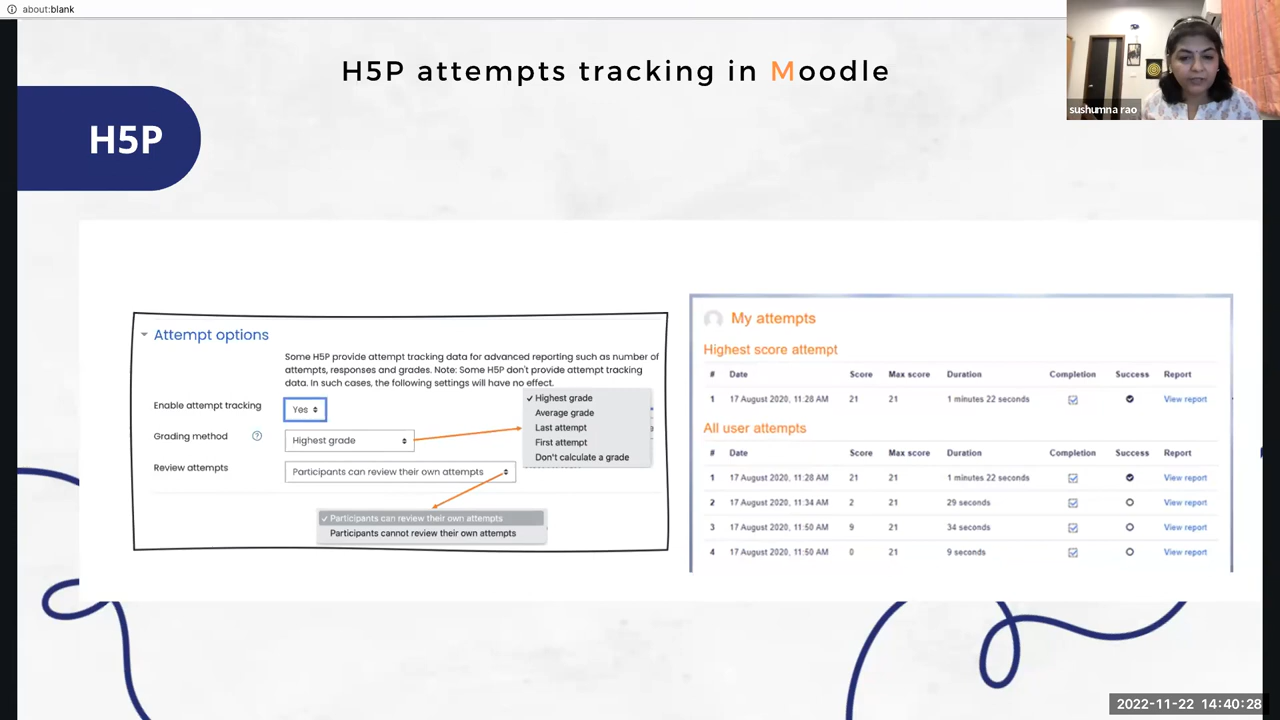 about:blank
H5P attempts tracking in Moodle
sushumna rao
H5P
Attempt options
Some H5P provide attempt tracking data for advanced reporting such as number of
attempts, responses and grades. Note: Some H5P don't provide attempt tracking
data. In such cases, the following settings will have no effect.
Enable attempt tracking
Yes
Grading method
Highest grade
Review attempts
Participants can review their own attempts
✓ Highest grade
Average grade
Last attempt
First attempt
Don't calculate a grade
✓ Participants can review their own attempts
Participants cannot review their own attempts
My attempts
Highest score attempt
# Date Score Max score Duration Completion Success Report
1 17 August 2020, 11:28 AM 21 21 1 minutes 22 seconds View report
All user attempts
# Date Score Max score Duration Completion Success Report
1 17 August 2020, 11:28 AM 21 21 1 minutes 22 seconds View report
2 17 August 2020, 11:34 AM 2 21 29 seconds View report
3 17 August 2020, 11:50 AM 9 21 34 seconds View report
4 17 August 2020, 11:50 AM 0 21 9 seconds View report
2022-11-22 14:40:28